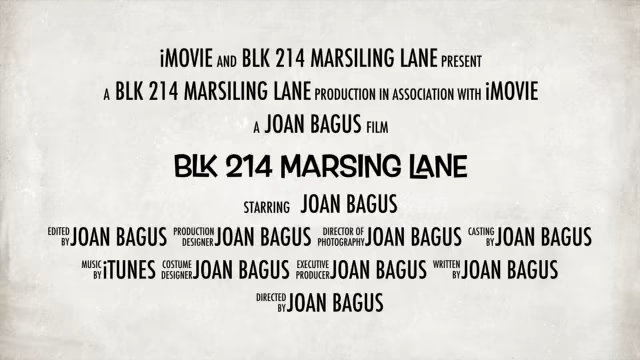 iMOVIE AND BLK 214 MARSILING LANE PRESENT
A BLK 214 MARSILING LANE PRODUCTION IN ASSOCIATION WITH iMOVIE
A JOAN BAGUS FILM
BLK 214 MARSING LANE
STARRING JOAN BAGUS
EDITED BY JOAN BAGUS PRODUCTION DESIGNER JOAN BAGUS DIRECTOR OF PHOTOGRAPHY JOAN BAGUS CASTING BY JOAN BAGUS
MUSIC BY iTUNES COSTUME DESIGNER JOAN BAGUS EXECUTIVE PRODUCER JOAN BAGUS WRITTEN BY JOAN BAGUS
DIRECTED BY JOAN BAGUS